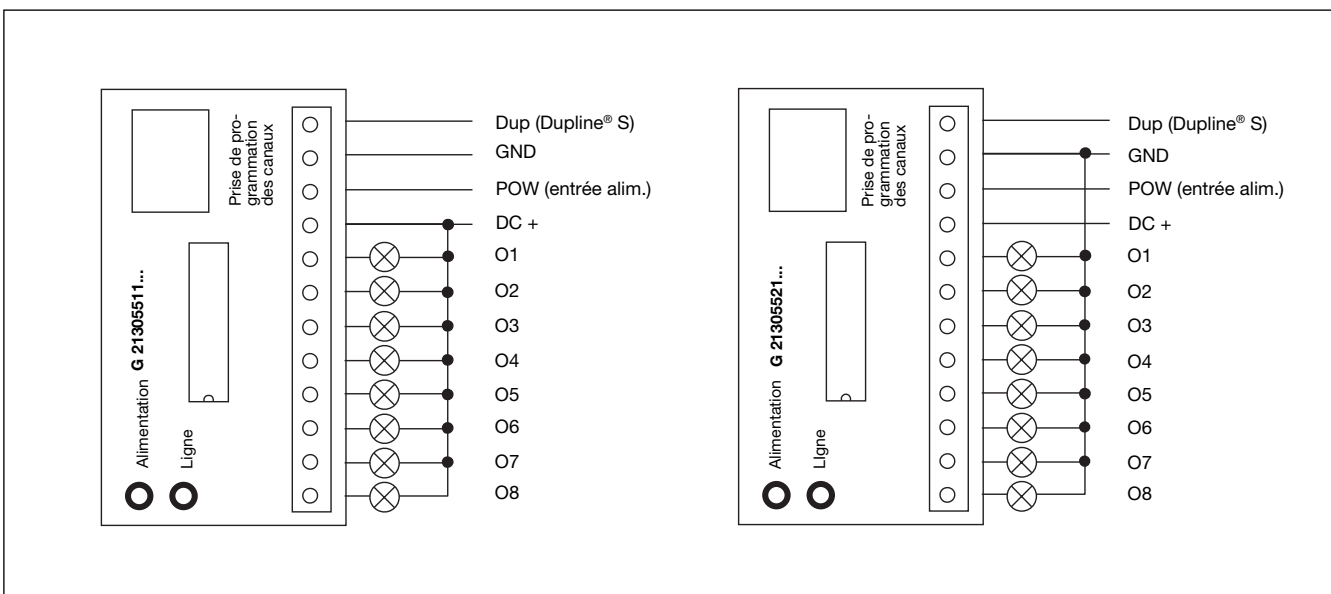 Prise de pro-
grammation
des canaux
G 21305511...
Alimentation
Ligne
Dup (Dupline® S)
GND
POW (entrée alim.)
DC +
O1
O2
O3
O4
O5
O6
O7
O8
Prise de pro-
grammation
des canaux
G 21305521...
Alimentation
LIgne
Dup (Dupline® S)
GND
POW (entrée alim.)
DC +
O1
O2
O3
O4
O5
O6
O7
O8